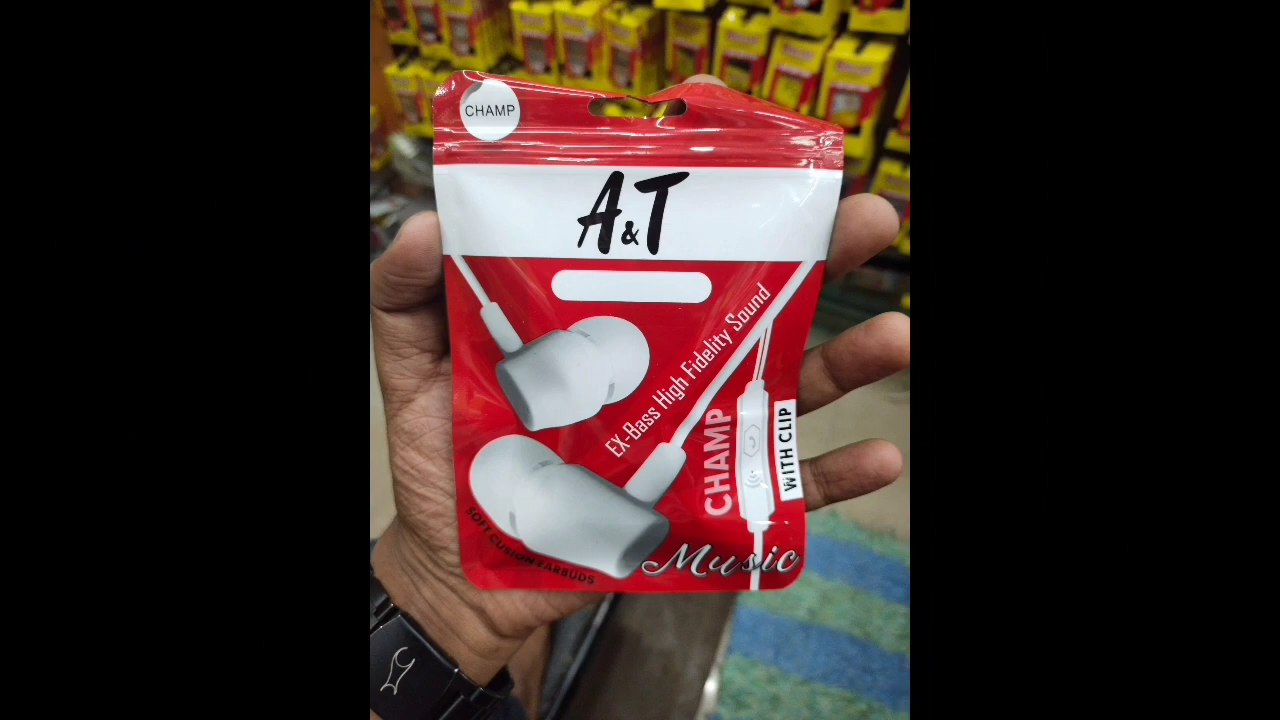 CHAMP
A&T
EX-Bass High Fidelity Sound
CHAMP
WITH CLIP
SOFT CUSION EARBUDS
Music